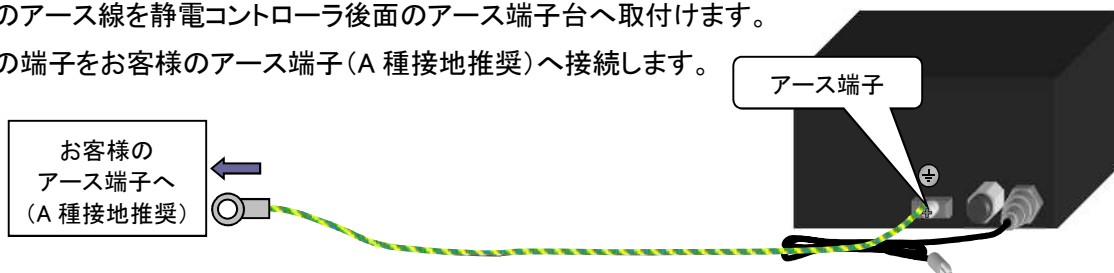 のアース線を静電コントローラ後面のアース端子台へ取付けます。
の端子をお客様のアース端子(A 種接地推奨)へ接続します。
アース端子
お客様の
アース端子へ
(A 種接地推奨)